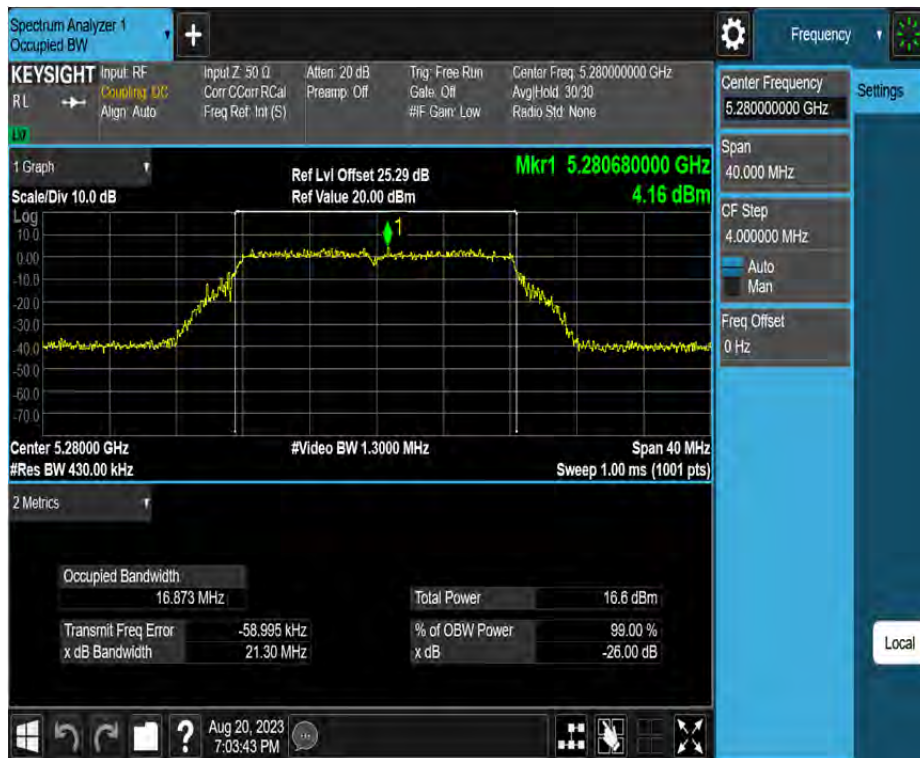 Spectrum Analyzer 1
Occupied BW
Frequency
KEYSIGHT
RL
LXI
Input: RF
Coupling: DC
Align: Auto
Input Z: 50 Ω
Corr CCorr RCal
Freq Ref: Int (S)
Atten: 20 dB
Preamp: Off
Trig: Free Run
Gate: Off
#IF Gain: Low
Center Freq: 5.280000000 GHz
Avg|Hold: 30/30
Radio Std: None
Center Frequency
5.280000000 GHz
Settings
Span
40.000 MHz
CF Step
4.000000 MHz
Auto
Man
Freq Offset
0 Hz
Local
1 Graph
Scale/Div 10.0 dB
Ref Lvl Offset 25.29 dB
Ref Value 20.00 dBm
Mkr1 5.280680000 GHz
4.16 dBm
Log
10.0
0.00
-10.0
-20.0
-30.0
-40.0
-50.0
-60.0
-70.0
1
Center 5.28000 GHz
#Video BW 1.3000 MHz
Span 40 MHz
#Res BW 430.00 kHz
Sweep 1.00 ms (1001 pts)
2 Metrics
Occupied Bandwidth
16.873 MHz
Total Power 16.6 dBm
Transmit Freq Error -58.995 kHz
% of OBW Power 99.00 %
x dB Bandwidth 21.30 MHz
x dB -26.00 dB
?
Aug 20, 2023
7:03:43 PM